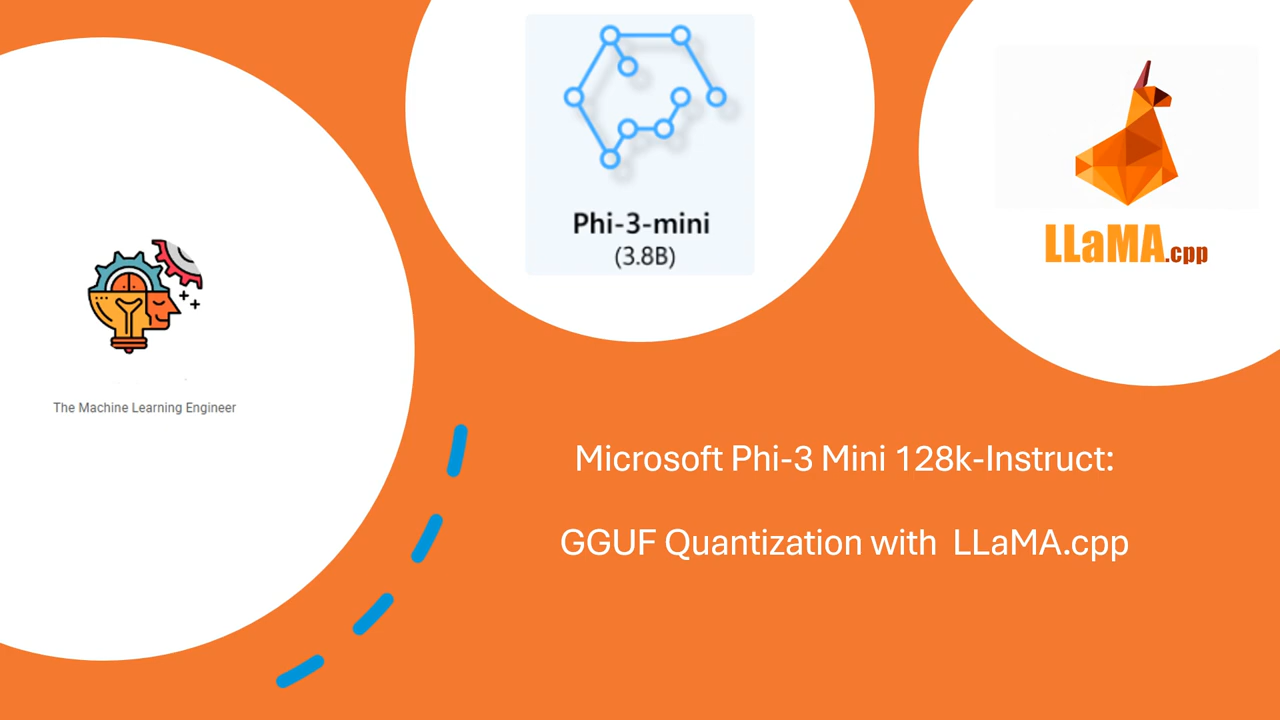 Phi-3-mini
(3.8B)
LLaMA.cpp
The Machine Learning Engineer
Microsoft Phi-3 Mini 128k-Instruct:
GGUF Quantization with LLaMA.cpp